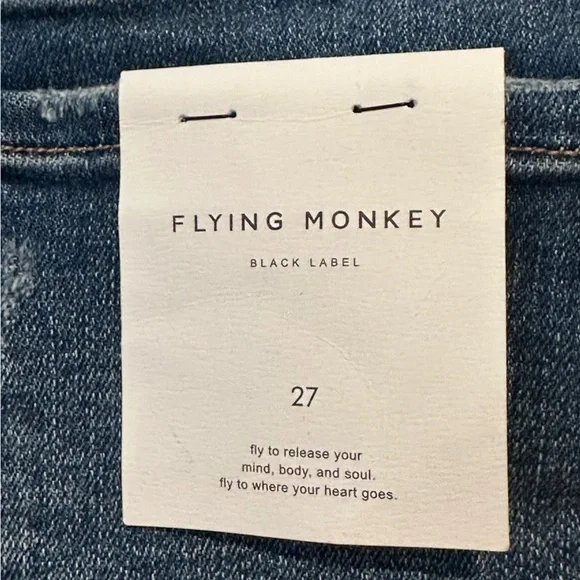 FLYING MONKEY
BLACK LABEL
27
fly to release your
mind, body, and soul.
fly to where your heart goes.